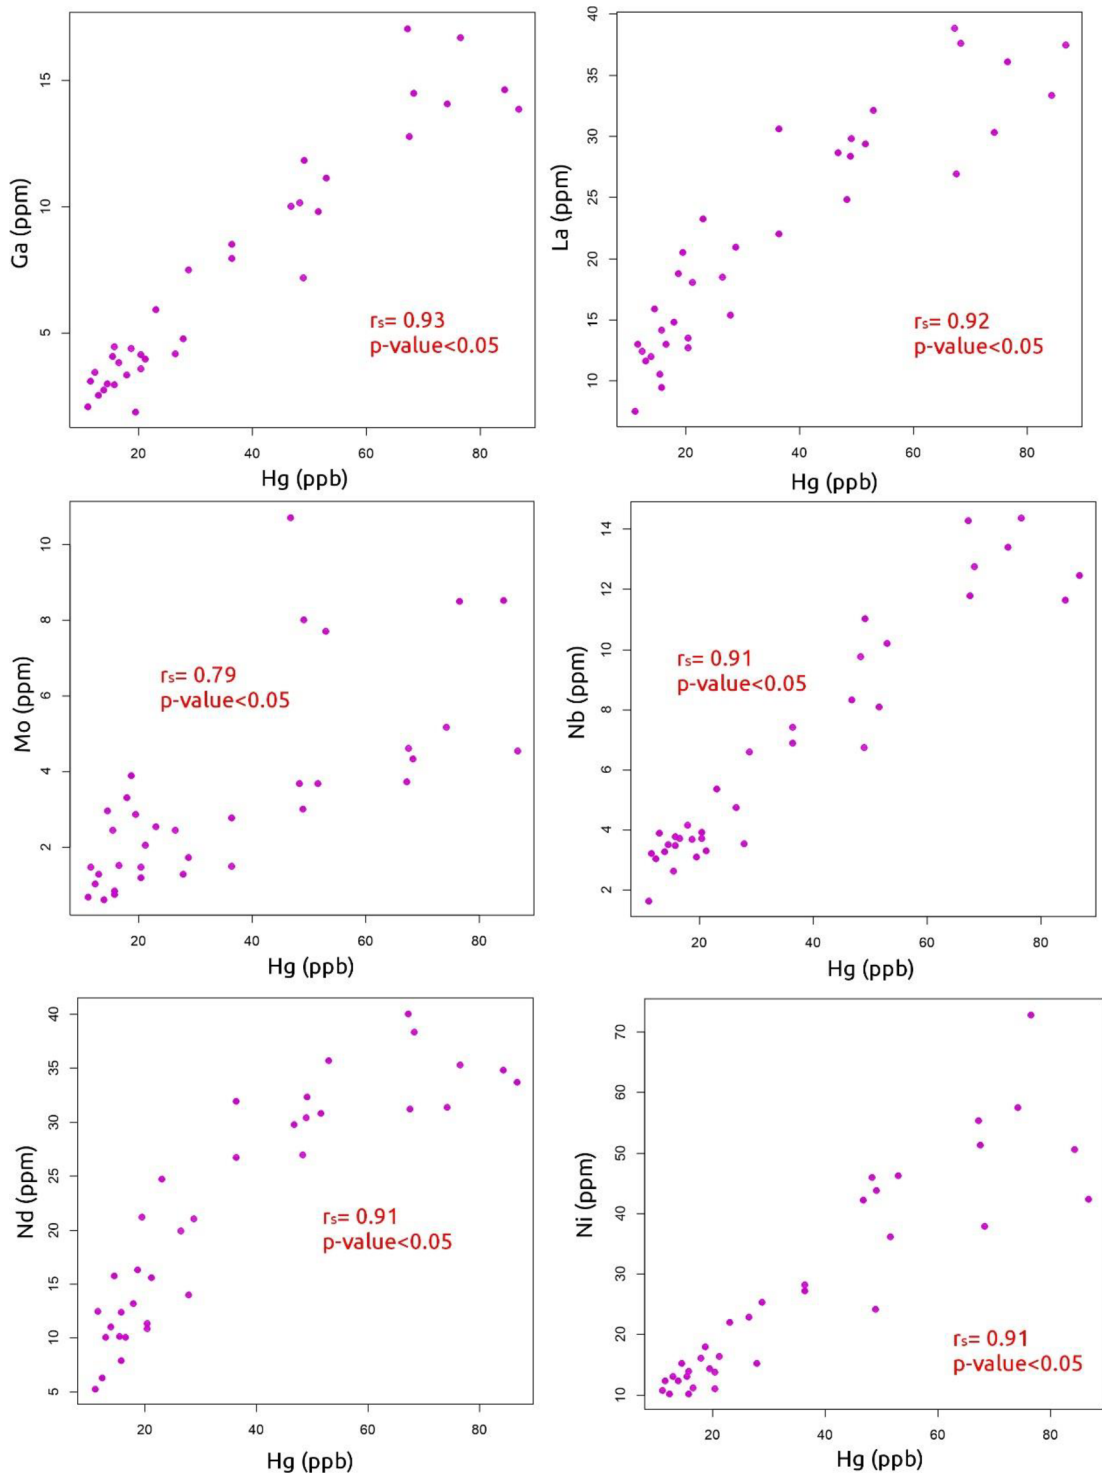 15
10
5
Ga (ppm)
rs= 0.93
p-value<0.05
20 40 60 80
Hg (ppb)
40
35
30
25
20
15
10
La (ppm)
rs= 0.92
p-value<0.05
20 40 60 80
Hg (ppb)
10
8
6
4
2
Mo (ppm)
rs= 0.79
p-value<0.05
20 40 60 80
Hg (ppb)
14
12
10
8
6
4
2
Nb (ppm)
rs= 0.91
p-value<0.05
20 40 60 80
Hg (ppb)
40
35
30
25
20
15
10
5
Nd (ppm)
rs= 0.91
p-value<0.05
20 40 60 80
Hg (ppb)
70
60
50
40
30
20
10
Ni (ppm)
rs= 0.91
p-value<0.05
20 40 60 80
Hg (ppb)